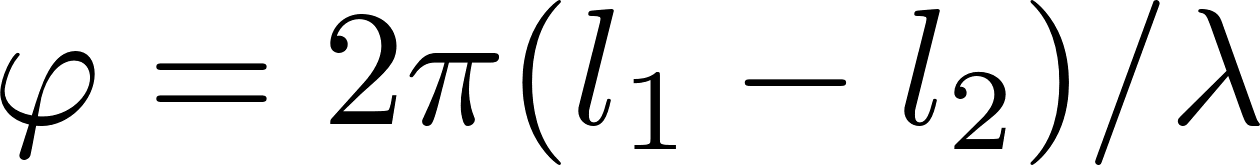 φ = 2π(l₁ − l₂)/λ